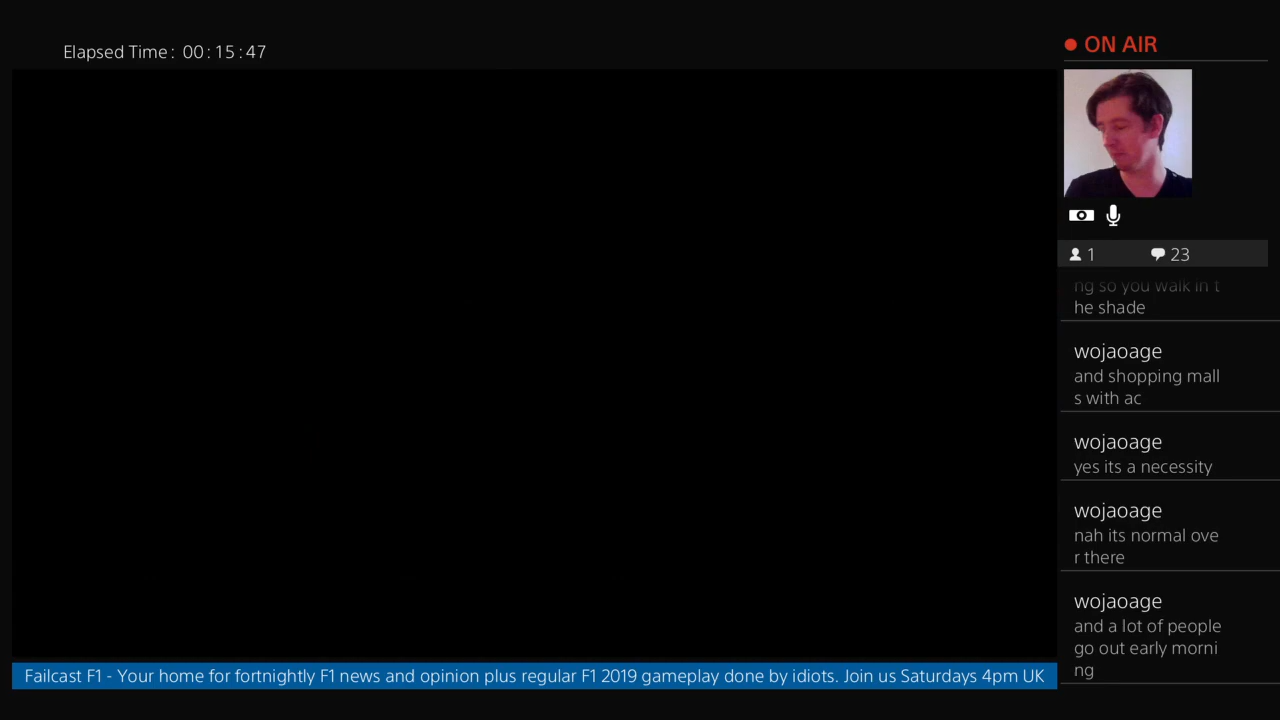 Elapsed Time: 00:15:47
ON AIR
1 23
ng so you walk in t
he shade
wojaoage
and shopping mall
s with ac
wojaoage
yes its a necessity
wojaoage
nah its normal ove
r there
wojaoage
and a lot of people
go out early morni
ng
Failcast F1 - Your home for fortnightly F1 news and opinion plus regular F1 2019 gameplay done by idiots. Join us Saturdays 4pm UK